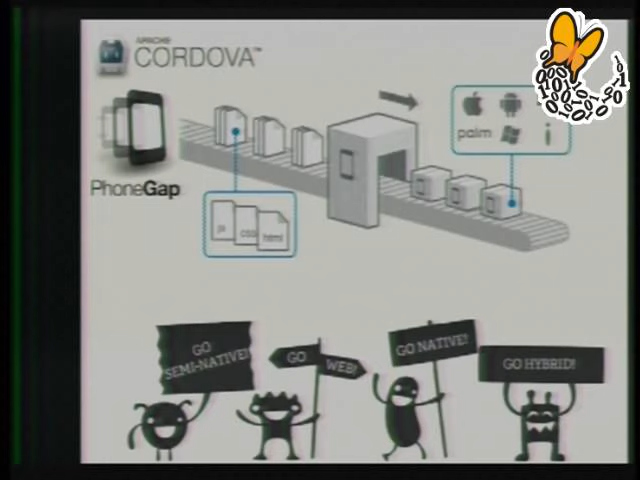 APACHE
CORDOVA™
PhoneGap
palm
js
css
html
GO
SEMI-NATIVE!
GO
WEB!
GO NATIVE!
GO HYBRID!